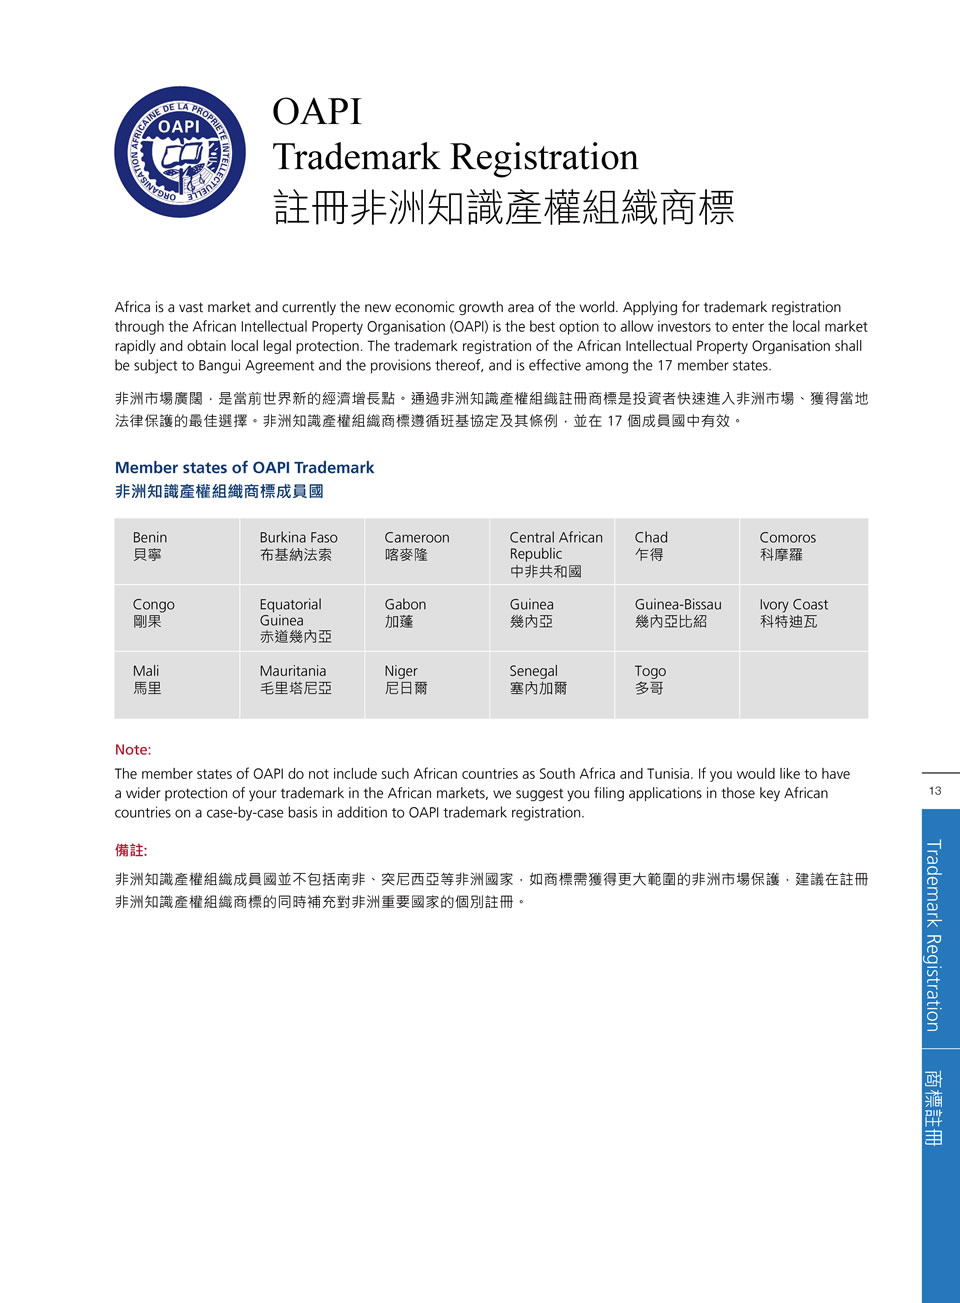 ORGANISATION AFRICAINE DE LA PROPRIETE INTELLECTUELLE
OAPI
OAPI
Trademark Registration
註冊非洲知識產權組織商標
Africa is a vast market and currently the new economic growth area of the world. Applying for trademark registration
through the African Intellectual Property Organisation (OAPI) is the best option to allow investors to enter the local market
rapidly and obtain local legal protection. The trademark registration of the African Intellectual Property Organisation shall
be subject to Bangui Agreement and the provisions thereof, and is effective among the 17 member states.
非洲市場廣闊，是當前世界新的經濟增長點。通過非洲知識產權組織註冊商標是投資者快速進入非洲市場、獲得當地
法律保護的最佳選擇。非洲知識產權組織商標遵循班基協定及其條例，並在 17 個成員國中有效。
Member states of OAPI Trademark
非洲知識產權組織商標成員國
Benin
貝寧
Burkina Faso
布基納法索
Cameroon
喀麥隆
Central African
Republic
中非共和國
Chad
乍得
Comoros
科摩羅
Congo
剛果
Equatorial
Guinea
赤道幾內亞
Gabon
加蓬
Guinea
幾內亞
Guinea-Bissau
幾內亞比紹
Ivory Coast
科特迪瓦
Mali
馬里
Mauritania
毛里塔尼亞
Niger
尼日爾
Senegal
塞內加爾
Togo
多哥
Note:
The member states of OAPI do not include such African countries as South Africa and Tunisia. If you would like to have
a wider protection of your trademark in the African markets, we suggest you filing applications in those key African
countries on a case-by-case basis in addition to OAPI trademark registration.
備註:
非洲知識產權組織成員國並不包括南非、突尼西亞等非洲國家，如商標需獲得更大範圍的非洲市場保護，建議在註冊
非洲知識產權組織商標的同時補充對非洲重要國家的個別註冊。
13
Trademark Registration
商標註冊